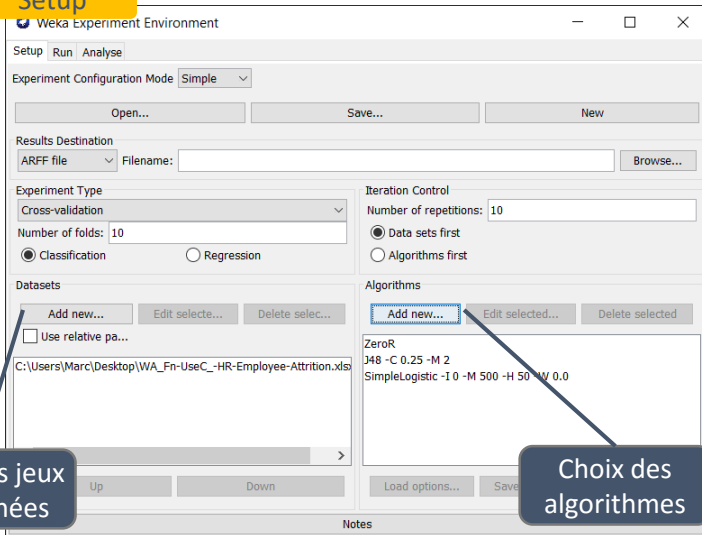 Setup
Weka Experiment Environment
Setup Run Analyse
Experiment Configuration Mode Simple
Open... Save... New
Results Destination
ARFF file Filename: Browse...
Experiment Type
Cross-validation
Number of folds: 10
Classification Regression
Iteration Control
Number of repetitions: 10
Data sets first
Algorithms first
Datasets
Add new... Edit selecte... Delete selec...
Use relative pa...
C:\Users\Marc\Desktop\WA_Fn-UseC_-HR-Employee-Attrition.xlsx
Algorithms
Add new... Edit selected... Delete selected
ZeroR
J48 -C 0.25 -M 2
SimpleLogistic -I 0 -M 500 -H 50 -W 0.0
jeux
Choix des
algorithmes
Up Down
Load options...
Notes